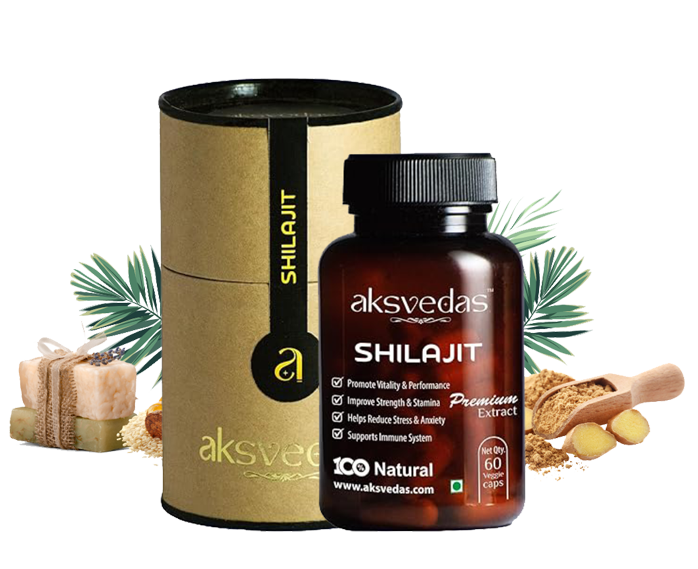 SHILAJIT
a
aksved
aksvedas™
SHILAJIT
Promote Vitality & Performance
Improve Strength & Stamina
Helps Reduce Stress & Anxiety
Supports Immune System
Premium
Extract
100% Natural
www.aksvedas.com
Net Qty.
60
Veggie
caps